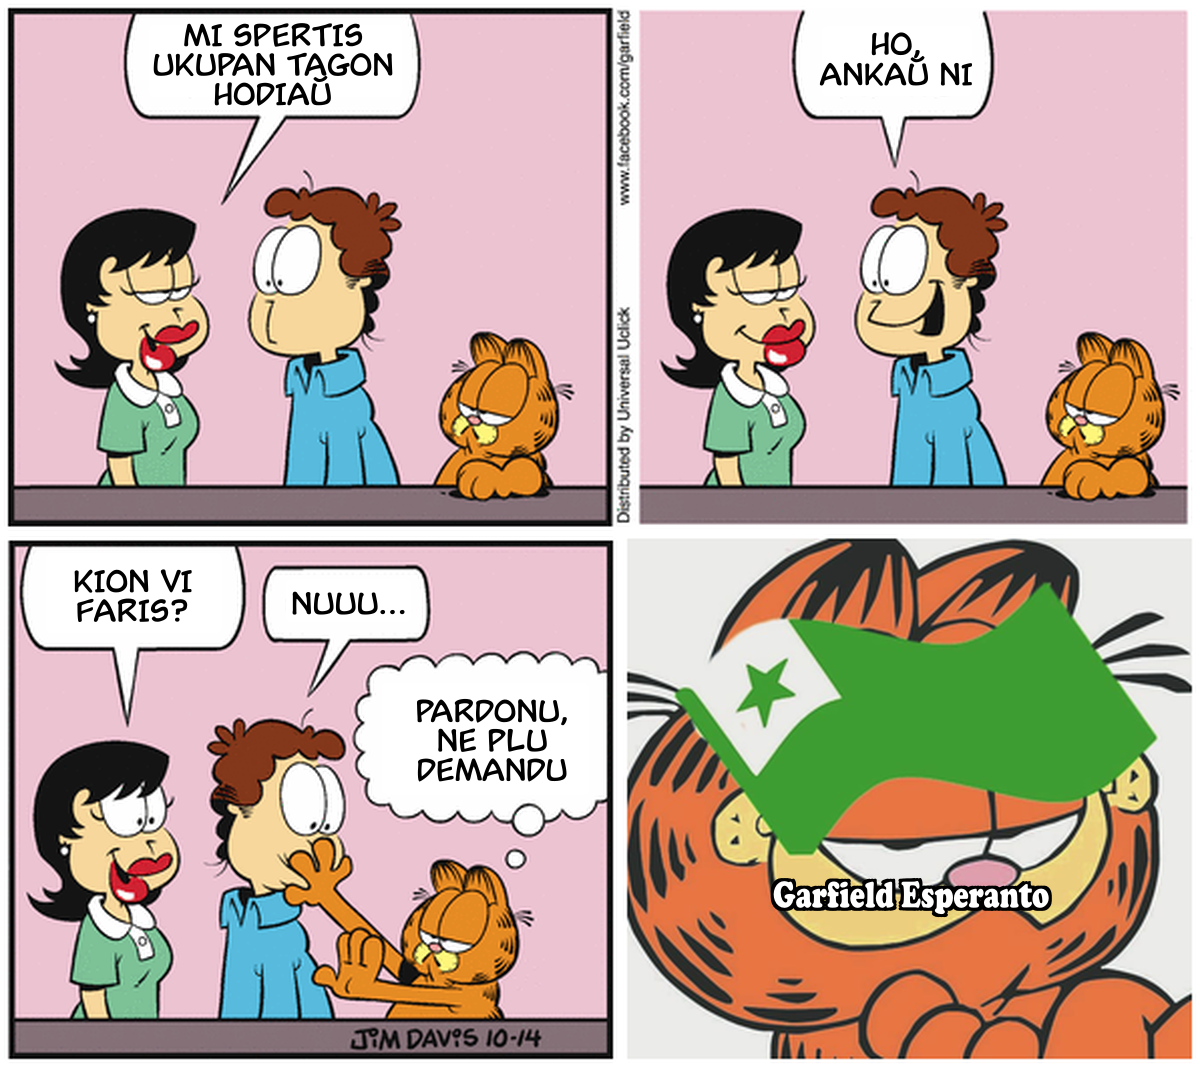 MI SPERTIS
UKUPAN TAGON
HODIAŬ
www.facebook.com/garfield
Distributed by Universal Uclick
HO,
ANKAŬ NI
KION VI
FARIS?
NUUU...
PARDONU,
NE PLU
DEMANDU
JIM DAVIS 10-14
Garfield Esperanto